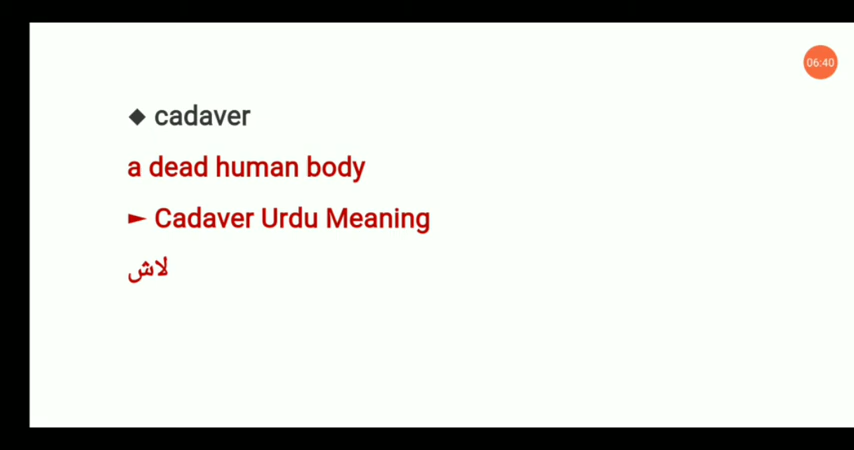 06:40
◆ cadaver
a dead human body
► Cadaver Urdu Meaning
لاش